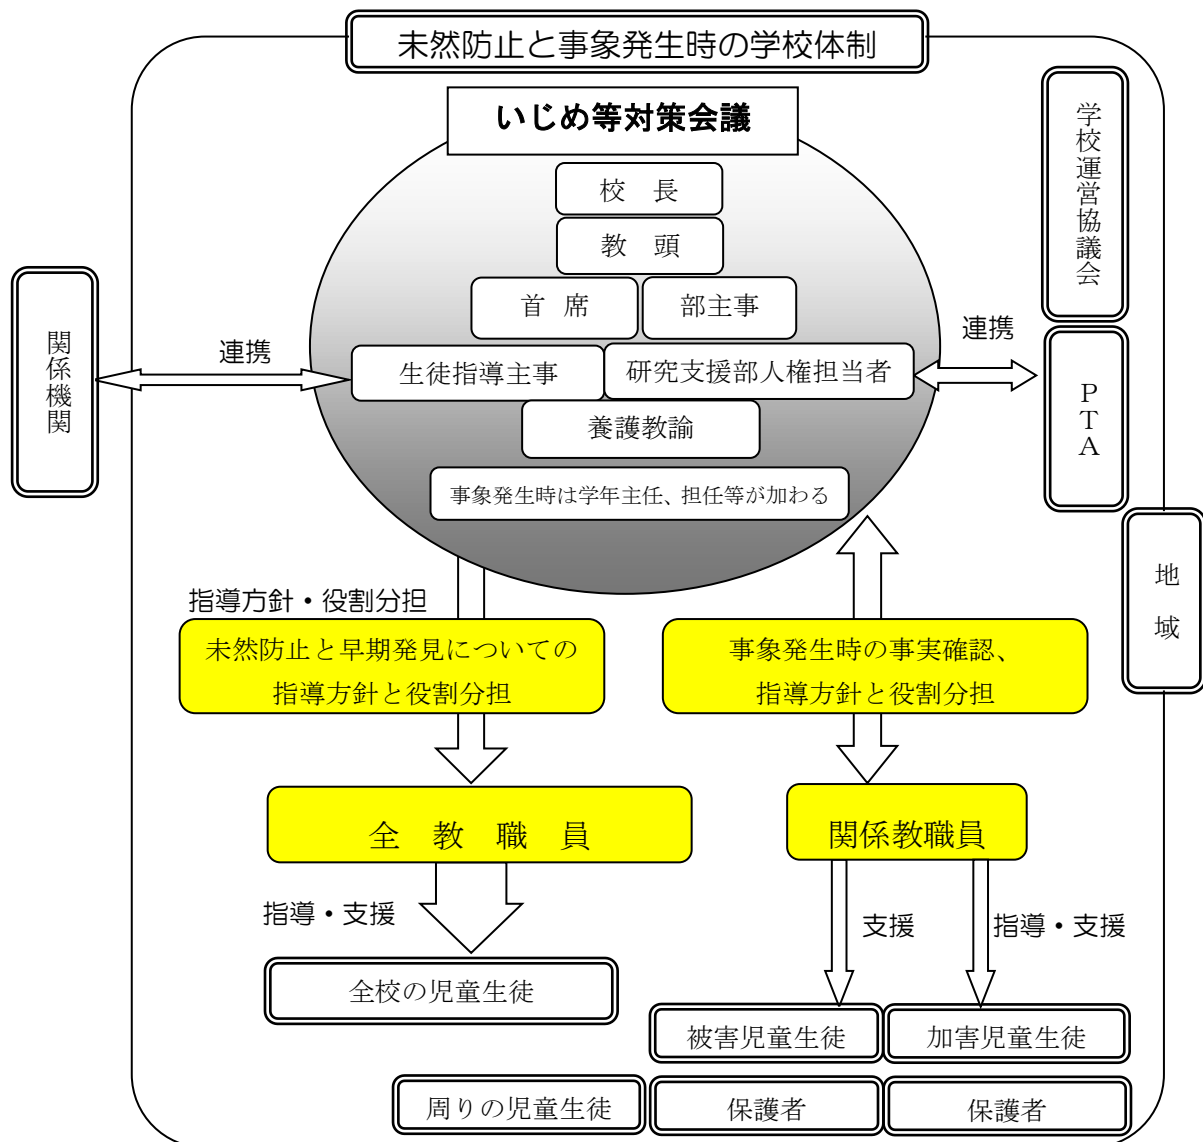 未然防止と事象発生時の学校体制
いじめ等対策会議
校　長
教　頭
首　席
部主事
生徒指導主事
研究支援部人権担当者
養護教諭
事象発生時は学年主任、担任等が加わる
関係機関
連携
連携
学校運営協議会
ＰＴＡ
地　域
指導方針・役割分担
未然防止と早期発見についての
指導方針と役割分担
事象発生時の事実確認、
指導方針と役割分担
全　教　職　員
関係教職員
指導・支援
支援
指導・支援
全校の児童生徒
被害児童生徒
加害児童生徒
周りの児童生徒
保護者
保護者